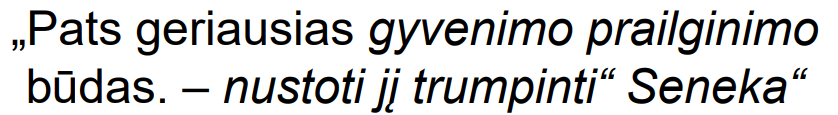 „Pats geriausias gyvenimo prailginimo
būdas. – nustoti jį trumpinti“ Seneka“